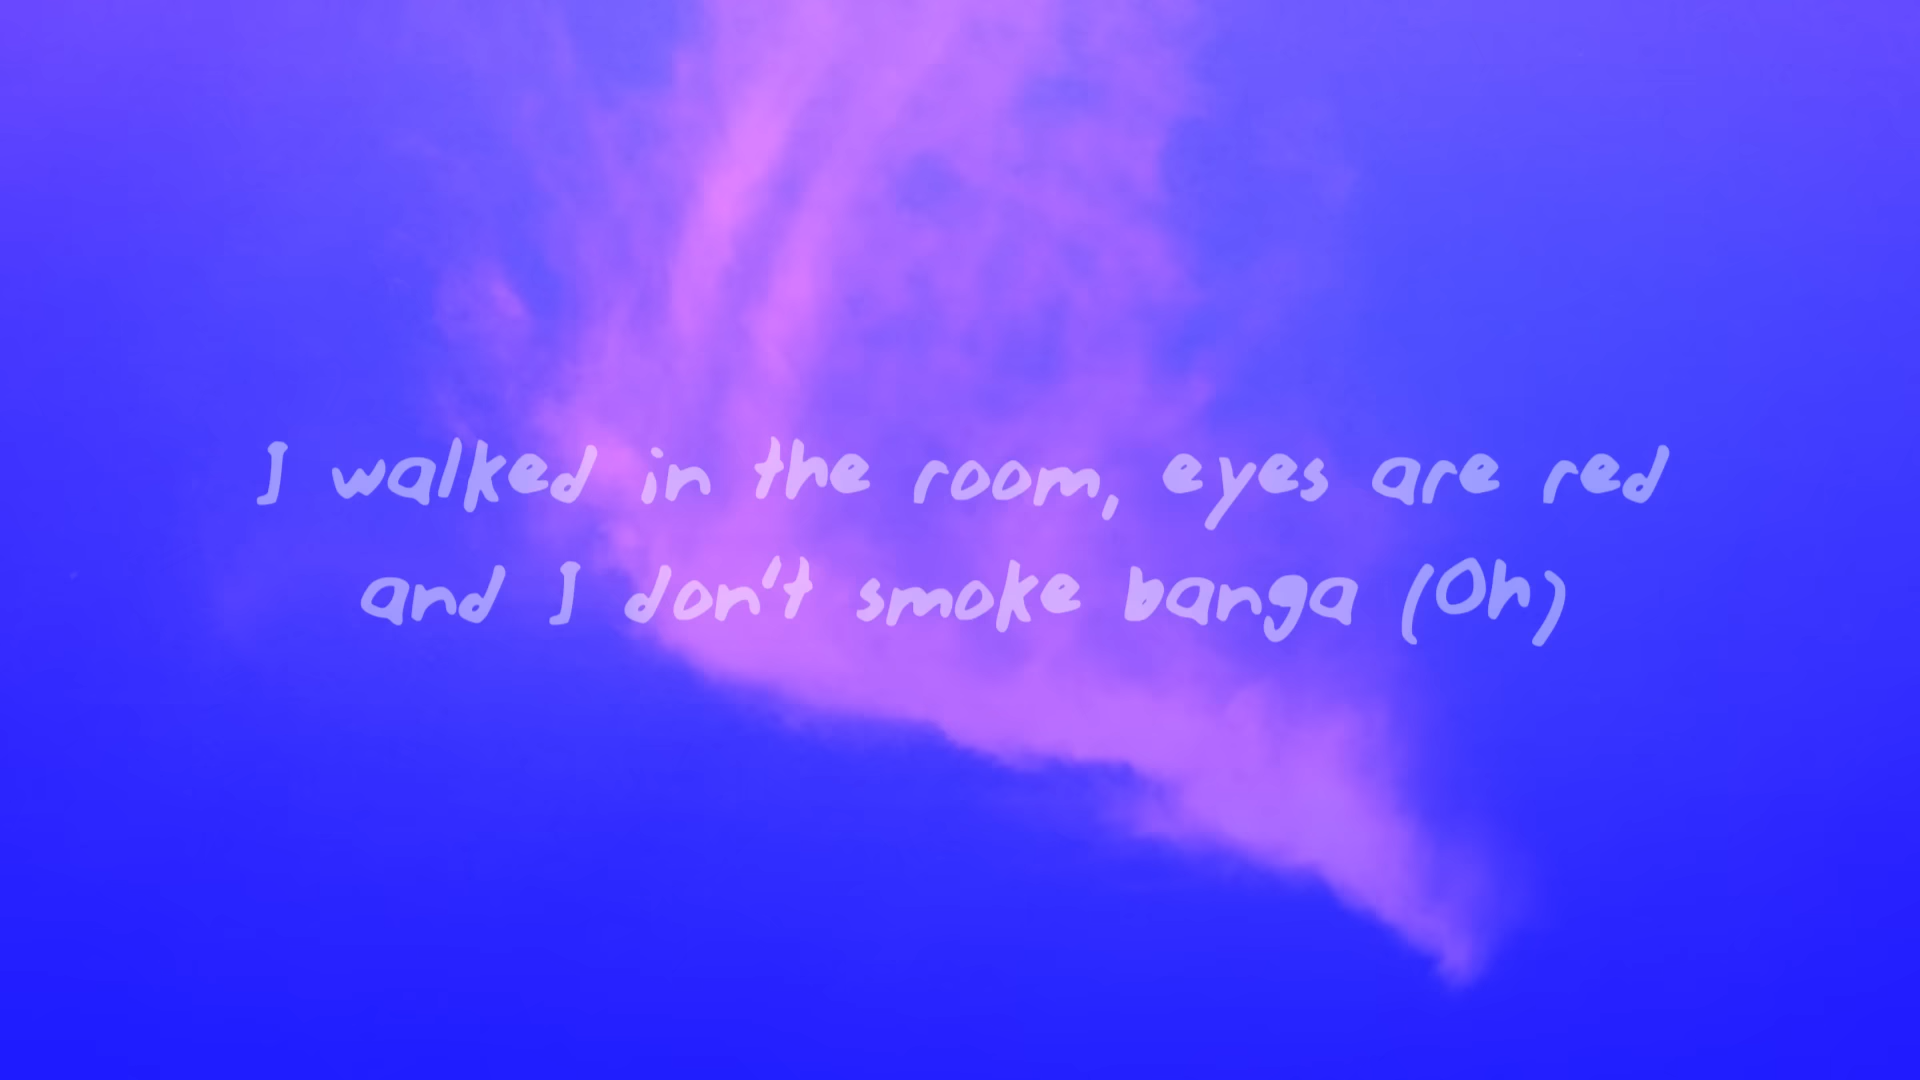 I walked in the room, eyes are red
and I don't smoke banga (Oh)